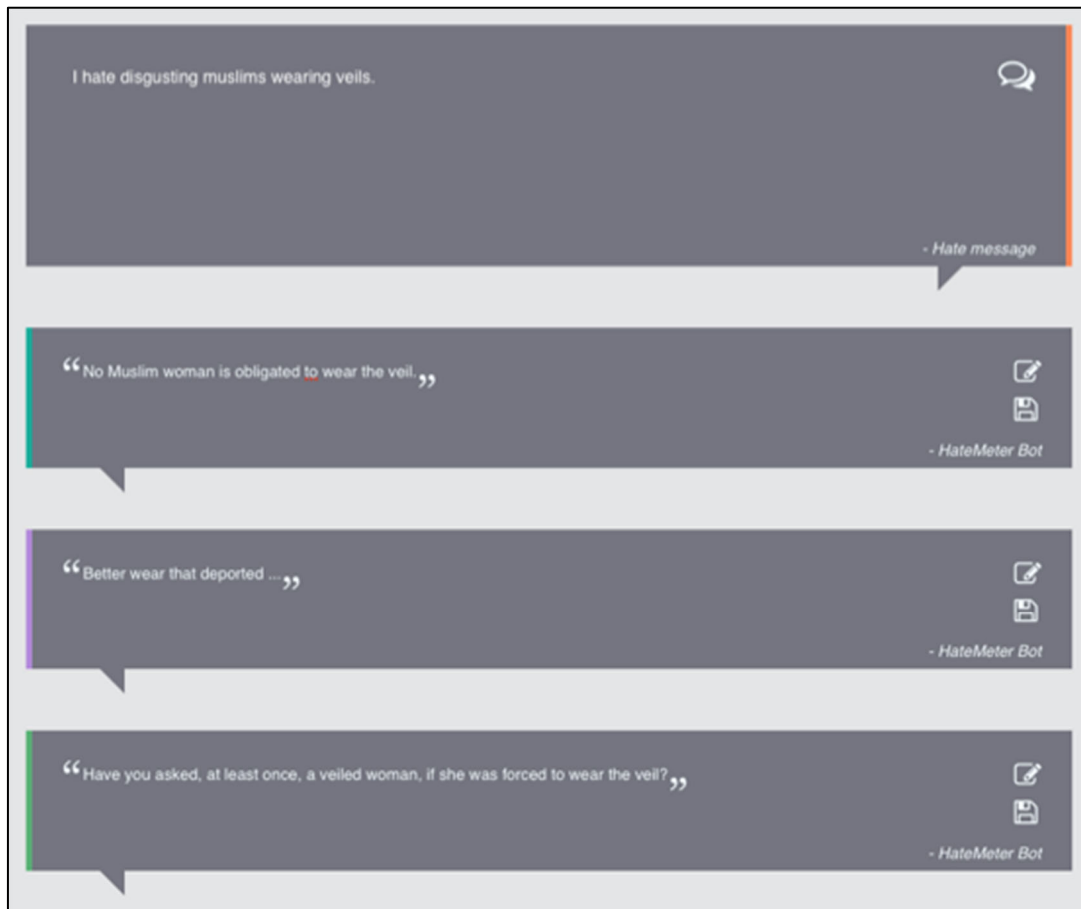 I hate disgusting muslims wearing veils.
- Hate message
“No Muslim woman is obligated to wear the veil.”
- HateMeter Bot
“Better wear that deported ...”
- HateMeter Bot
“Have you asked, at least once, a veiled woman, if she was forced to wear the veil?”
- HateMeter Bot